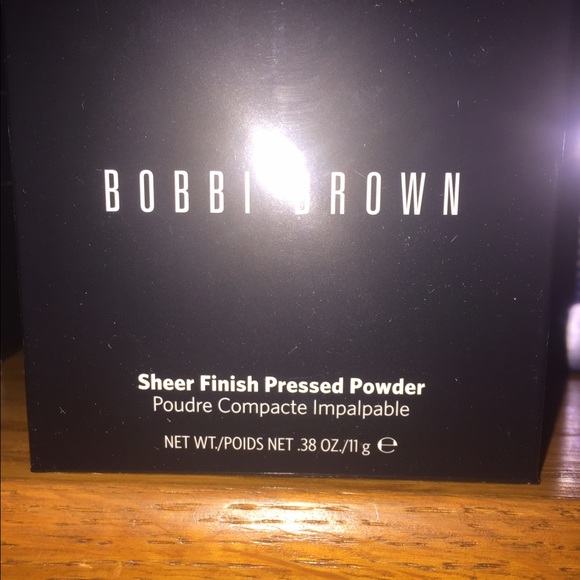 BOBBI BROWN
Sheer Finish Pressed Powder
Poudre Compacte Impalpable
NET WT./POIDS NET .38 OZ./11 g ℮